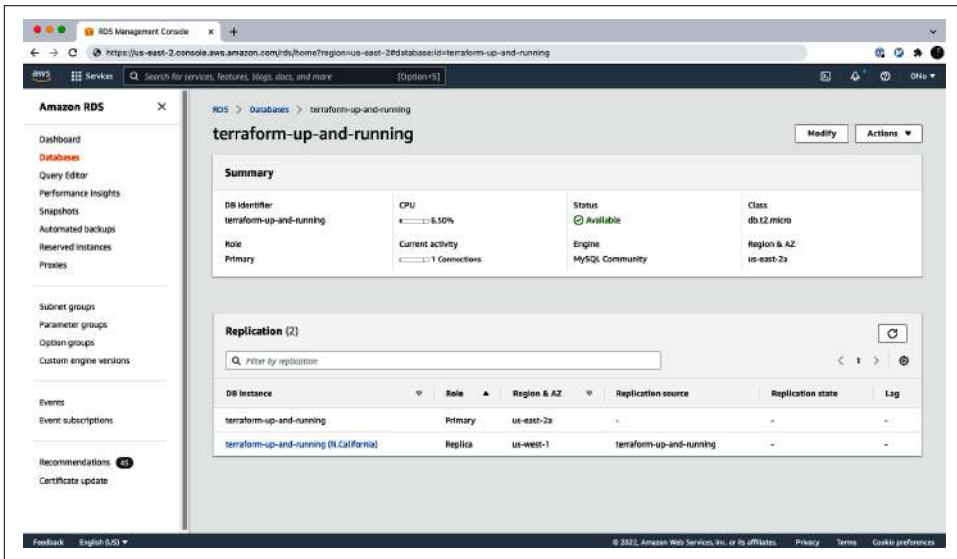 RDS Management Console
https://us-east-2.console.aws.amazon.com/rds/home?region=us-east-2#database:id=terraform-up-and-running
aws Services Search for services, features, blogs, docs, and more [Option+S] Ohio
Amazon RDS
Dashboard
Databases
Query Editor
Performance Insights
Snapshots
Automated backups
Reserved instances
Proxies
Subnet groups
Parameter groups
Option groups
Custom engine versions
Events
Event subscriptions
Recommendations 45
Certificate update
RDS > Databases > terraform-up-and-running
terraform-up-and-running
Modify Actions
Summary
DB identifier CPU Status Class
terraform-up-and-running 6.50% Available db.t2.micro
Role Current activity Engine Region & AZ
Primary 1 Connections MySQL Community us-east-2a
Replication (2)
Filter by replication
1
DB instance Role Region & AZ Replication source Replication state Lag
terraform-up-and-running Primary us-east-2a - - -
terraform-up-and-running (N.California) Replica us-west-1 terraform-up-and-running - -
Feedback English (US) © 2022, Amazon Web Services, Inc. or its affiliates. Privacy Terms Cookie preferences